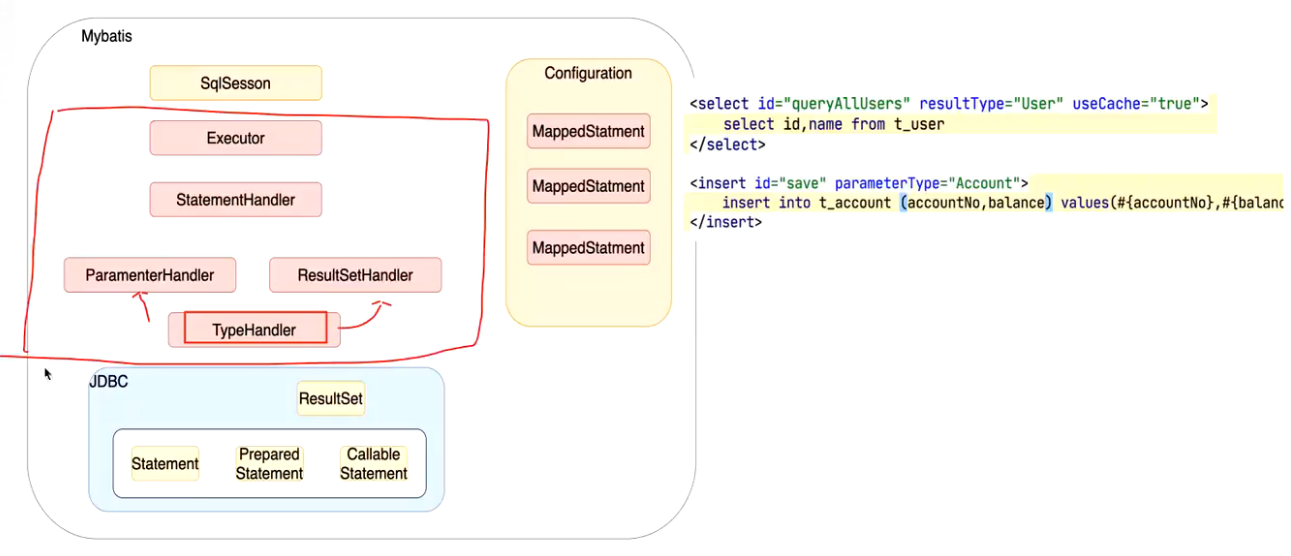 Mybatis
SqlSesson
Executor
StatementHandler
ParamenterHandler
ResultSetHandler
TypeHandler
JDBC
ResultSet
Statement
Prepared
Statement
Callable
Statement
Configuration
MappedStatment
MappedStatment
MappedStatment
<select id="queryAllUsers" resultType="User" useCache="true">
select id,name from t_user
</select>
<insert id="save" parameterType="Account">
insert into t_account (accountNo,balance) values(#{accountNo},#{balanc
</insert>